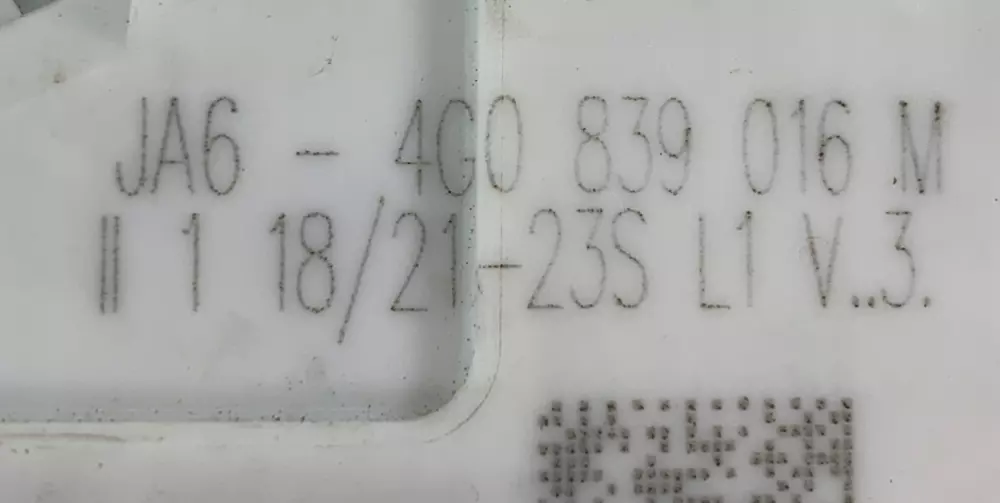 JA6 - 4G0 839 016 M
II 1 18/21-23S L1 V..3.